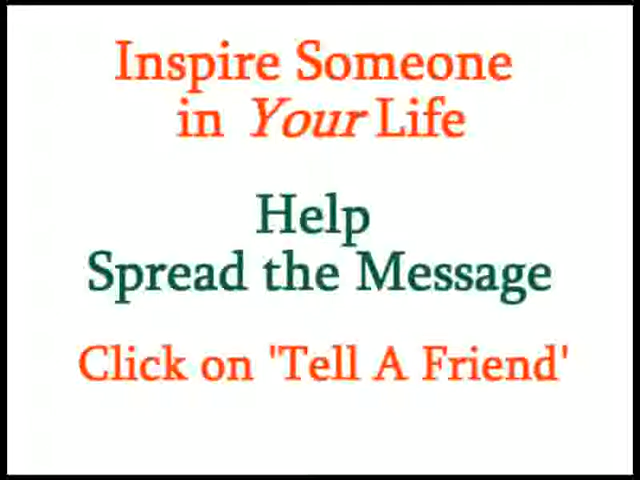 Inspire Someone
in Your Life
Help
Spread the Message
Click on 'Tell A Friend'